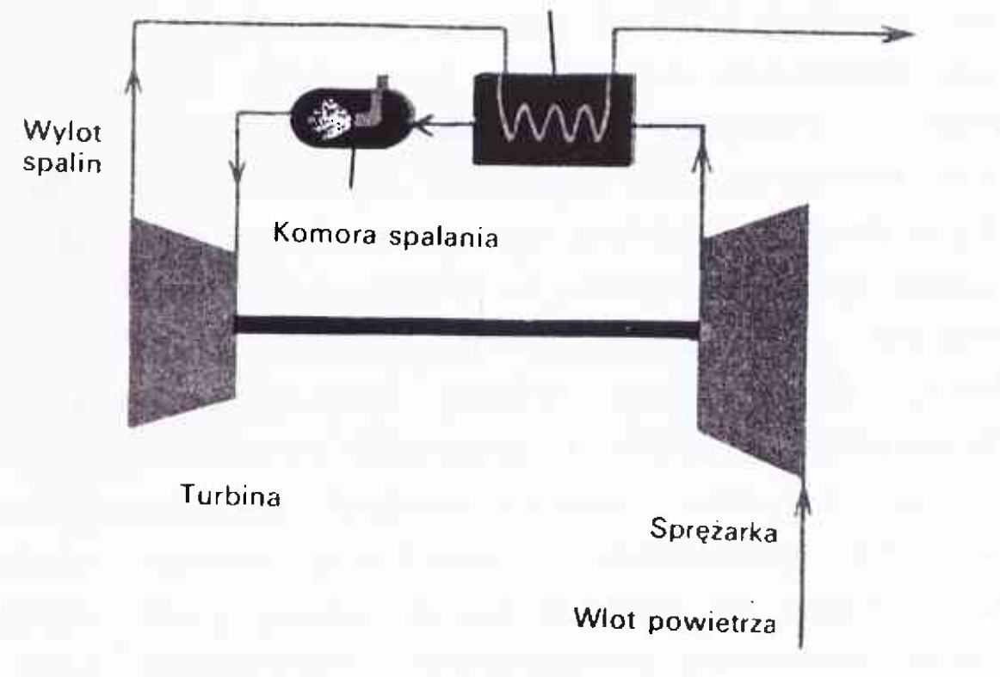 Wylot
spalin
Komora spalania
Turbina
Sprężarka
Wlot powietrza